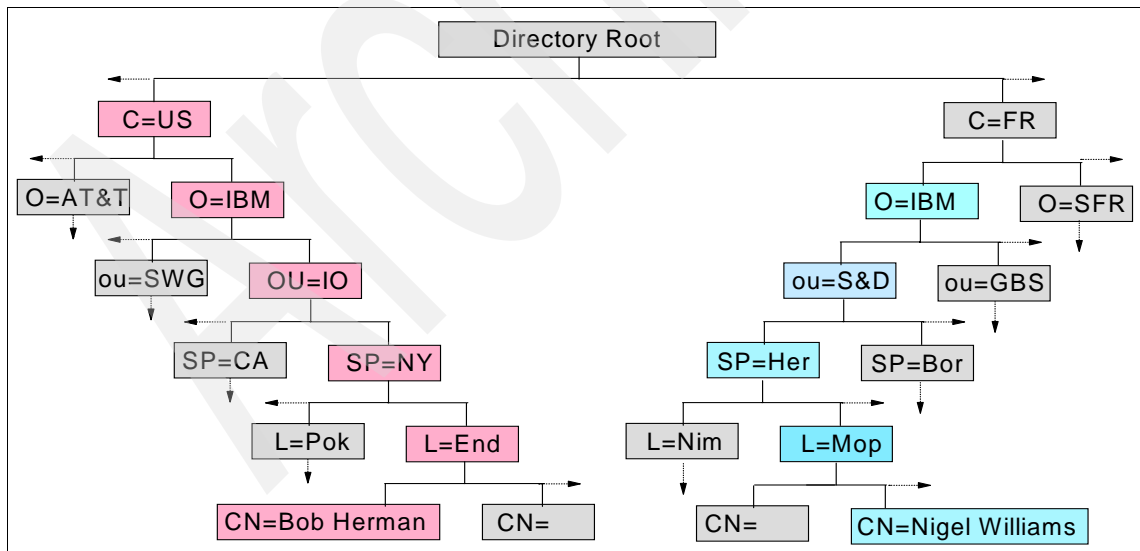 Directory Root
C=US
C=FR
O=AT&T
O=IBM
O=IBM
O=SFR
ou=SWG
OU=IO
ou=S&D
ou=GBS
SP=CA
SP=NY
SP=Her
SP=Bor
L=Pok
L=End
L=Nim
L=Mop
CN=Bob Herman
CN=
CN=
CN=Nigel Williams